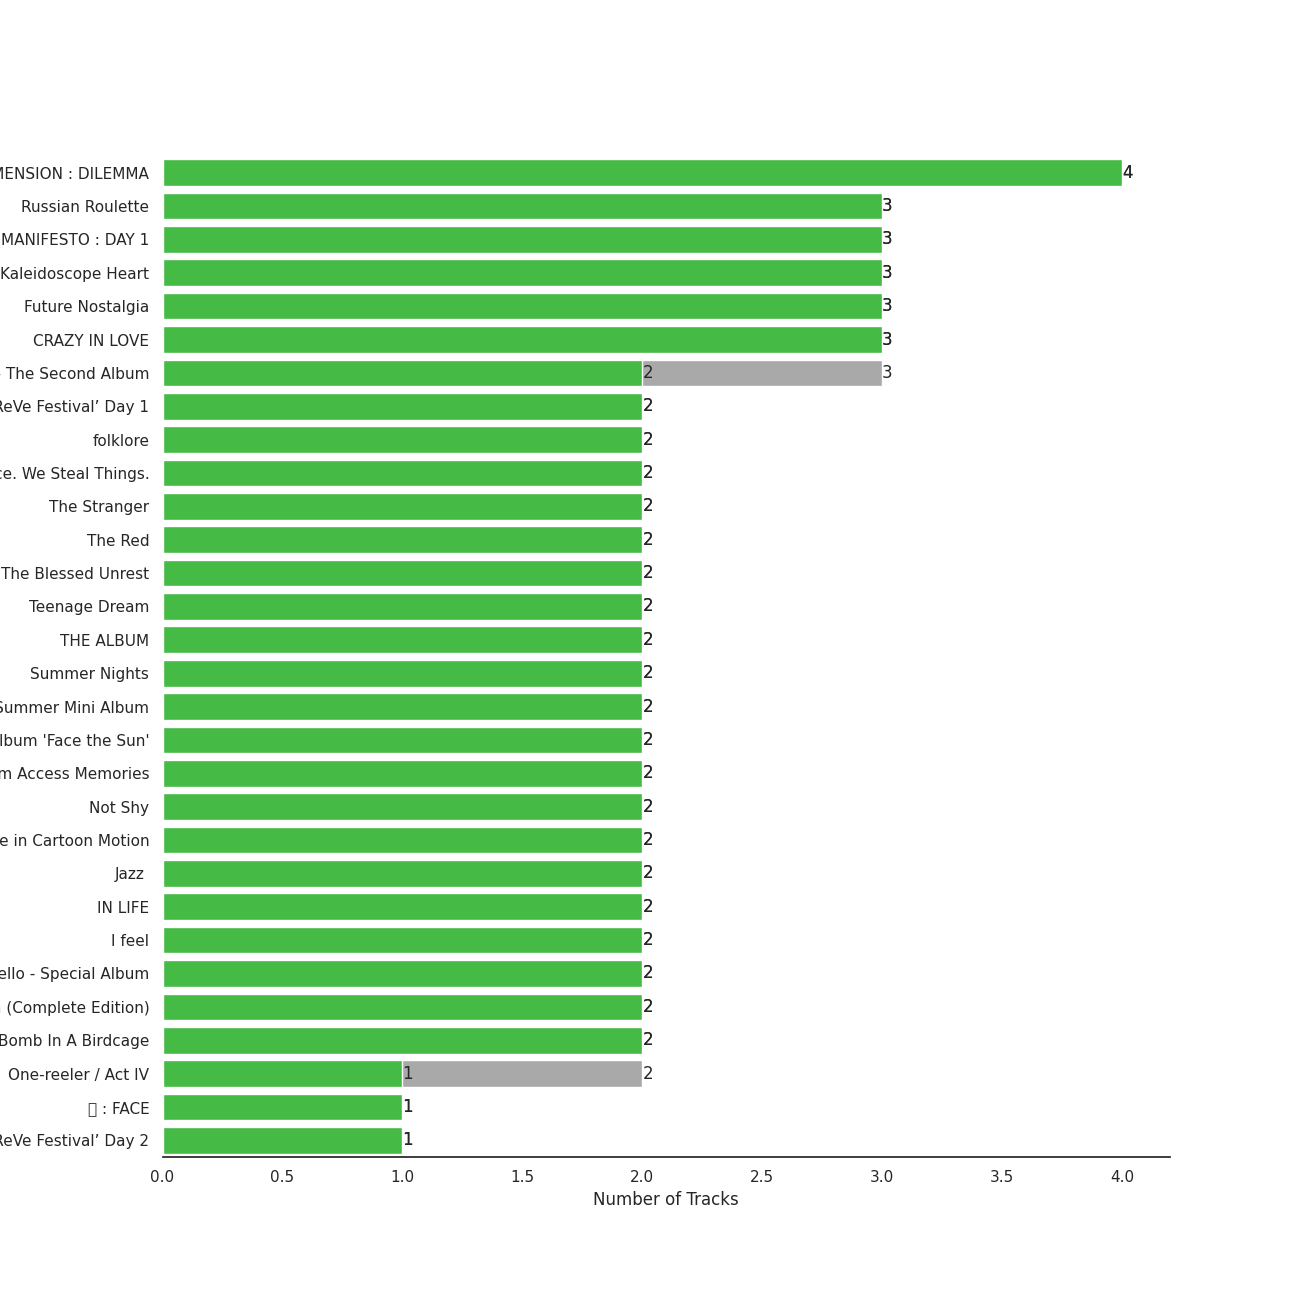 MENSION : DILEMMA 4
Russian Roulette 3
MANIFESTO : DAY 1 3
Kaleidoscope Heart 3
Future Nostalgia 3
CRAZY IN LOVE 3
The Second Album 2 3
ReVe Festival’ Day 1 2
folklore 2
ce. We Steal Things. 2
The Stranger 2
The Red 2
The Blessed Unrest 2
Teenage Dream 2
THE ALBUM 2
Summer Nights 2
Summer Mini Album 2
lbum 'Face the Sun' 2
m Access Memories 2
Not Shy 2
e in Cartoon Motion 2
Jazz 2
IN LIFE 2
I feel 2
ello - Special Album 2
(Complete Edition) 2
Bomb In A Birdcage 2
One-reeler / Act IV 1 2
: FACE 1
ReVe Festival’ Day 2 1
0.0 0.5 1.0 1.5 2.0 2.5 3.0 3.5 4.0
Number of Tracks